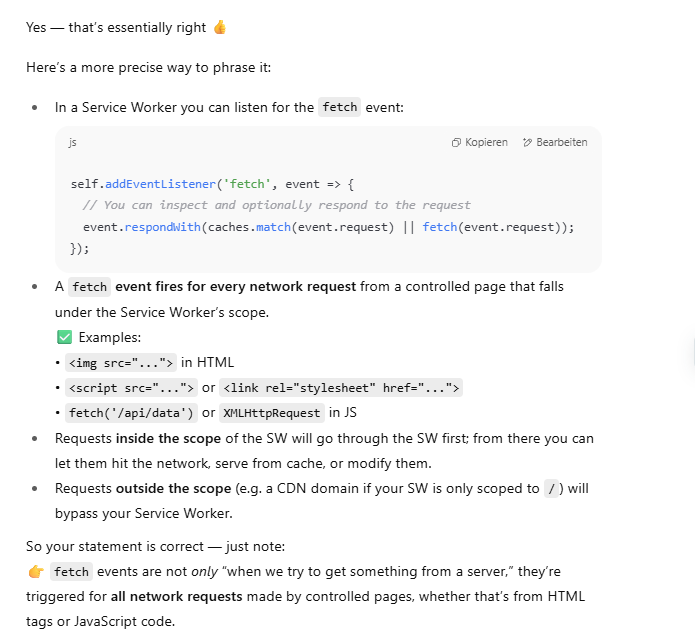 Yes — that's essentially right 👍
Here's a more precise way to phrase it:
• In a Service Worker you can listen for the fetch event:
js Kopieren Bearbeiten
self.addEventListener('fetch', event => {
// You can inspect and optionally respond to the request
event.respondWith(caches.match(event.request) || fetch(event.request));
});
• A fetch event fires for every network request from a controlled page that falls
under the Service Worker's scope.
✅ Examples:
• <img src="..."> in HTML
• <script src="..."> or <link rel="stylesheet" href="...">
• fetch('/api/data') or XMLHttpRequest in JS
• Requests inside the scope of the SW will go through the SW first; from there you can
let them hit the network, serve from cache, or modify them.
• Requests outside the scope (e.g. a CDN domain if your SW is only scoped to /) will
bypass your Service Worker.
So your statement is correct — just note:
👉 fetch events are not only "when we try to get something from a server," they're
triggered for all network requests made by controlled pages, whether that's from HTML
tags or JavaScript code.